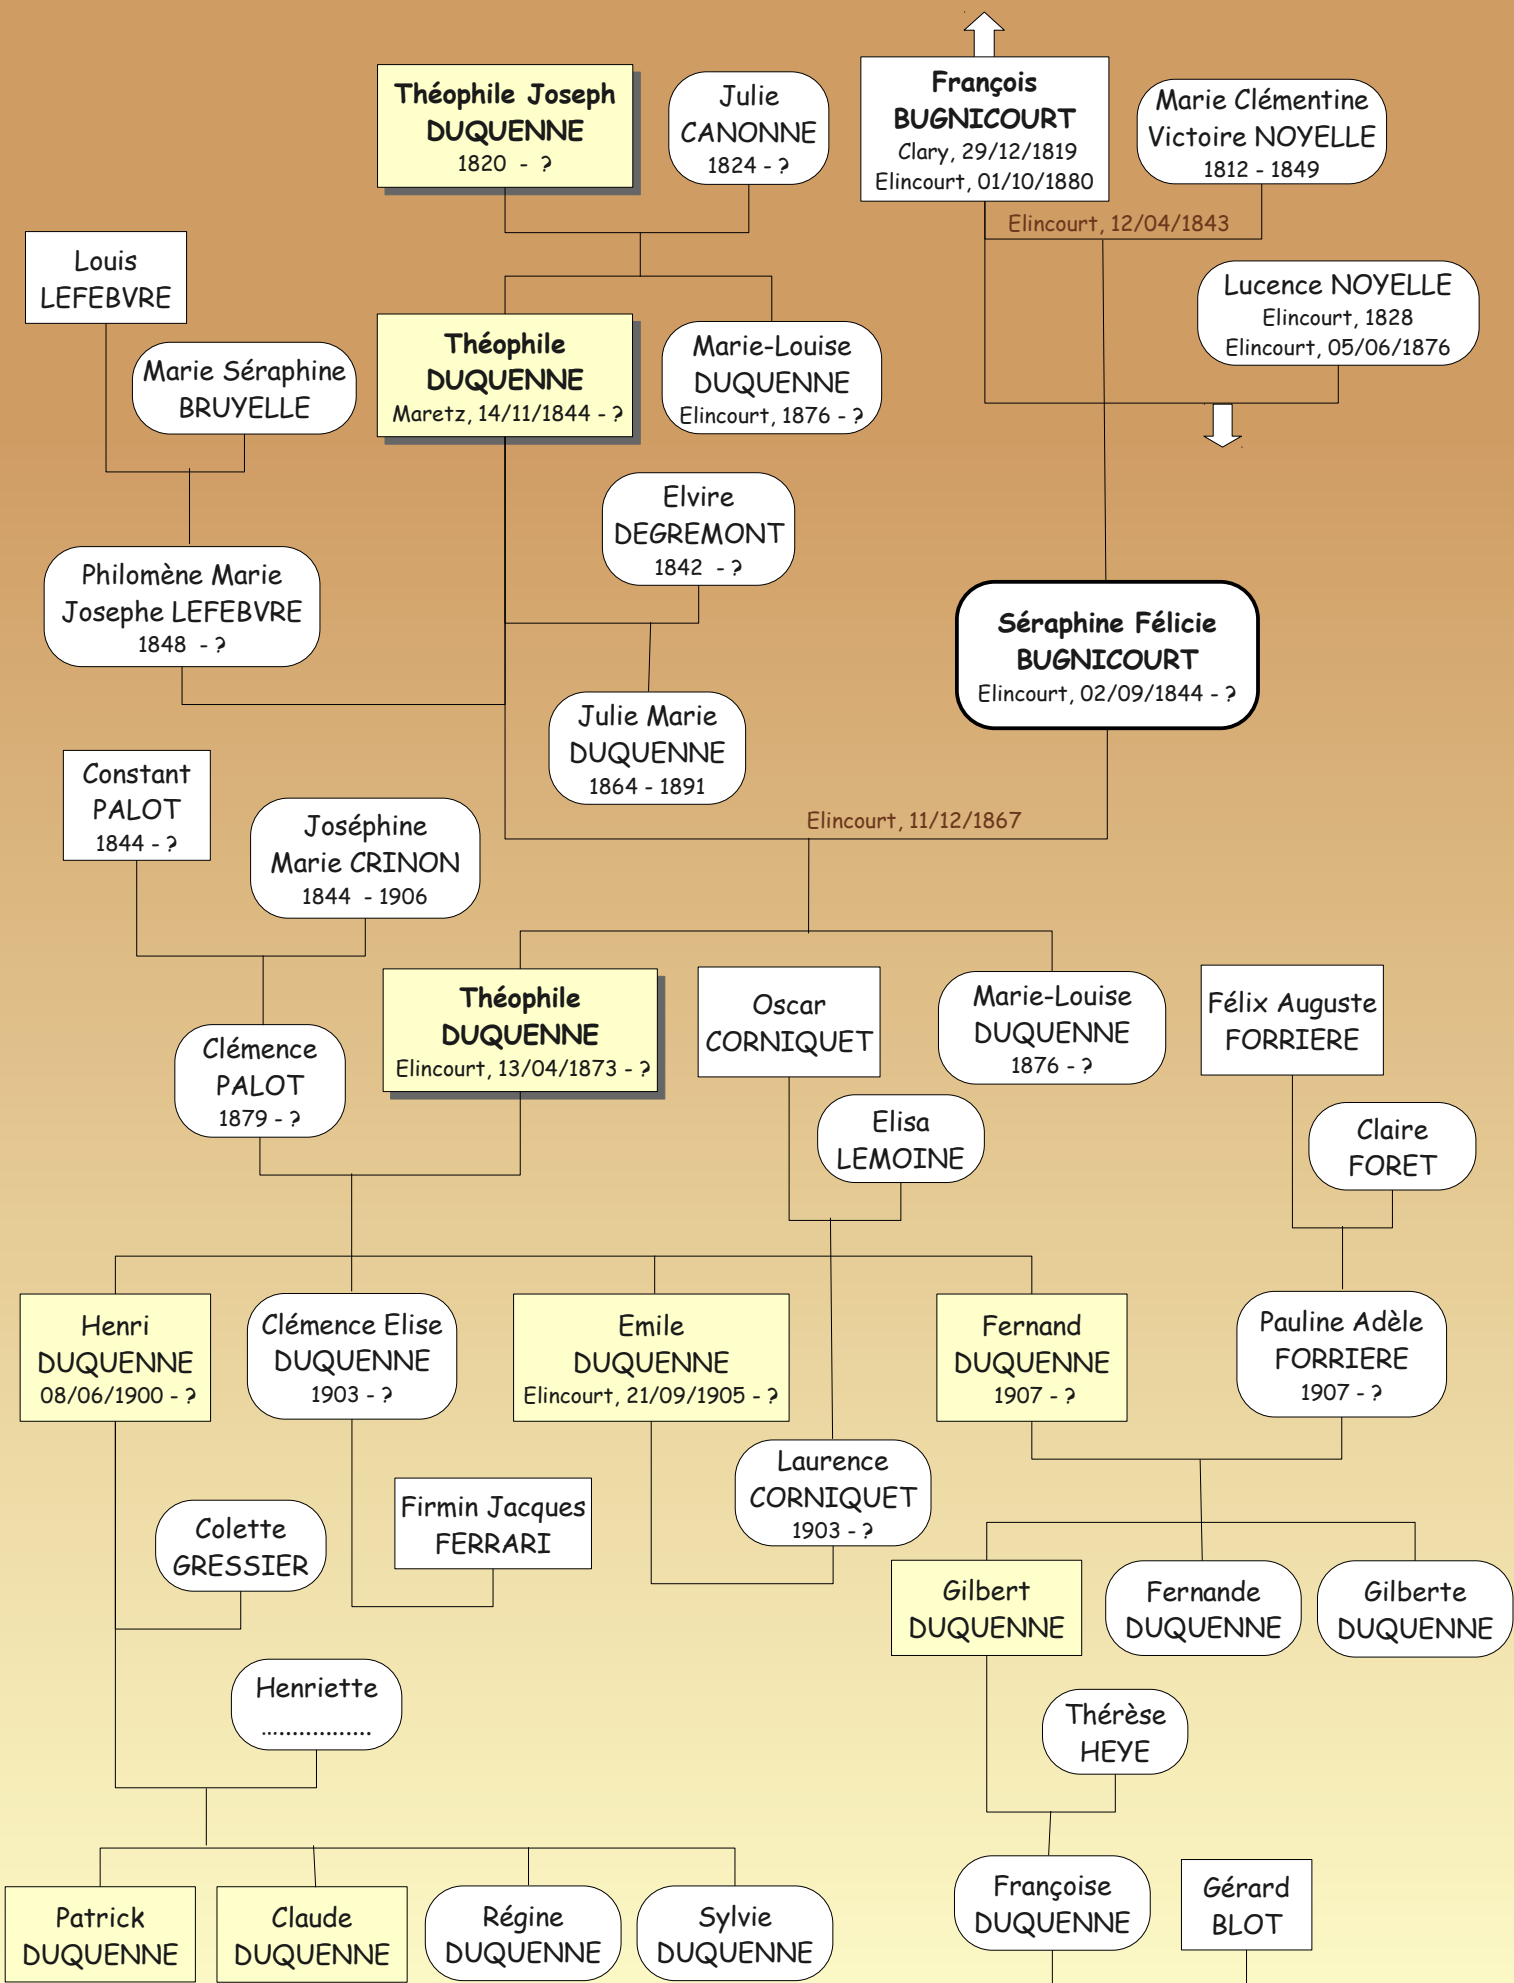 Théophile Joseph
DUQUENNE
1820 - ?
Julie
CANONNE
1824 - ?
François
BUGNICOURT
Clary, 29/12/1819
Elincourt, 01/10/1880
Marie Clémentine
Victoire NOYELLE
1812 - 1849
Elincourt, 12/04/1843
Louis
LEFEBVRE
Lucence NOYELLE
Elincourt, 1828
Elincourt, 05/06/1876
Marie Séraphine
BRUYELLE
Théophile
DUQUENNE
Maretz, 14/11/1844 - ?
Marie-Louise
DUQUENNE
Elincourt, 1876 - ?
Elvire
DEGREMONT
1842 - ?
Philomène Marie
Josephe LEFEBVRE
1848 - ?
Séraphine Félicie
BUGNICOURT
Elincourt, 02/09/1844 - ?
Julie Marie
DUQUENNE
1864 - 1891
Constant
PALOT
1844 - ?
Joséphine
Marie CRINON
1844 - 1906
Elincourt, 11/12/1867
Théophile
DUQUENNE
Elincourt, 13/04/1873 - ?
Oscar
CORNIQUET
Marie-Louise
DUQUENNE
1876 - ?
Félix Auguste
FORRIERE
Clémence
PALOT
1879 - ?
Elisa
LEMOINE
Claire
FORET
Henri
DUQUENNE
08/06/1900 - ?
Clémence Elise
DUQUENNE
1903 - ?
Emile
DUQUENNE
Elincourt, 21/09/1905 - ?
Fernand
DUQUENNE
1907 - ?
Pauline Adèle
FORRIERE
1907 - ?
Laurence
CORNIQUET
1903 - ?
Colette
GRESSIER
Firmin Jacques
FERRARI
Gilbert
DUQUENNE
Fernande
DUQUENNE
Gilberte
DUQUENNE
Henriette
.................
Thérèse
HEYE
Patrick
DUQUENNE
Claude
DUQUENNE
Régine
DUQUENNE
Sylvie
DUQUENNE
Françoise
DUQUENNE
Gérard
BLOT